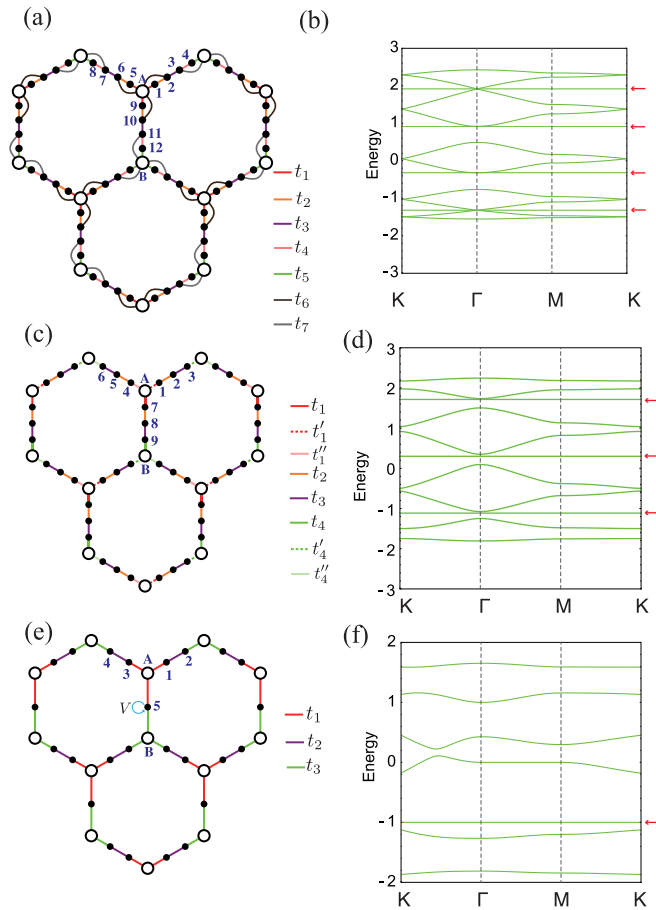 (a)
8 7 6 5 A 1 2 3 4
9
10
11
12
B
t₁
t₂
t₃
t₄
t₅
t₆
t₇
(b)
Energy
3
2
1
0
-1
-2
-3
K Γ M K
(c)
6 5 4 A 1 2 3
7
8
9
B
t₁
t₁′
t₁″
t₂
t₃
t₄
t₄′
t₄″
(d)
Energy
3
2
1
0
-1
-2
-3
K Γ M K
(e)
4 3 A 1 2
V 5
B
t₁
t₂
t₃
(f)
Energy
2
1
0
-1
-2
K Γ M K